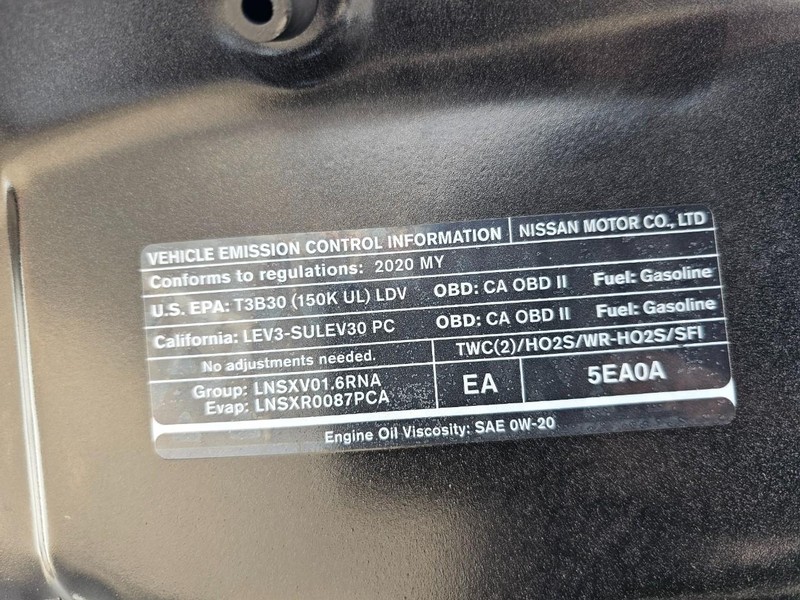 VEHICLE EMISSION CONTROL INFORMATION NISSAN MOTOR CO., LTD
Conforms to regulations: 2020 MY
U.S. EPA: T3B30 (150K UL) LDV OBD: CA OBD II Fuel: Gasoline
California: LEV3-SULEV30 PC OBD: CA OBD II Fuel: Gasoline
No adjustments needed. TWC(2)/HO2S/WR-HO2S/SFI
Group: LNSXV01.6RNA EA 5EA0A
Evap: LNSXR0087PCA
Engine Oil Viscosity: SAE 0W-20